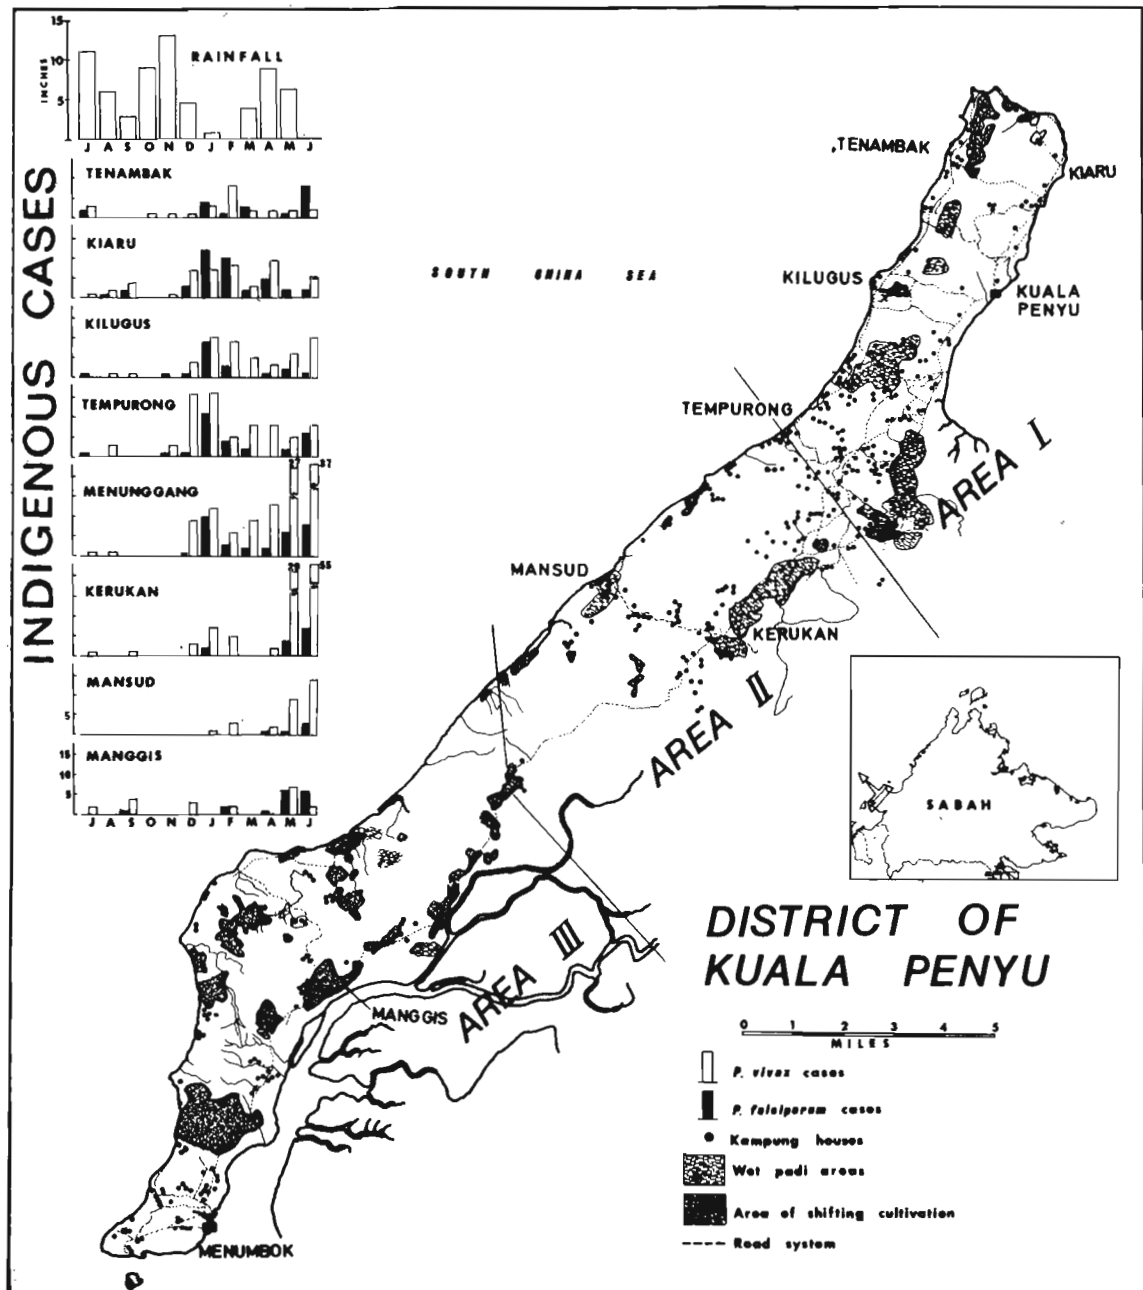 15
10
5
INCHES
RAINFALL
J A S O N D J F M A M J
INDIGENOUS CASES
TENAMBAK
KIARU
KILUGUS
TEMPURONG
MENUNGGANG
37
KERUKAN
55
MANSUD
5
MANGGIS
15
10
5
J A S O N D J F M A M J
SOUTH CHINA SEA
TENAMBAK
KIARU
KILUGUS
KUALA
PENYU
TEMPURONG
AREA I
MANSUD
KERUKAN
AREA II
SABAH
AREA III
MANGGIS
MENUMBOK
DISTRICT OF
KUALA PENYU
0 1 2 3 4 5
MILES
P. vivax cases
P. falciparum cases
Kampung houses
Wet padi areas
Area of shifting cultivation
Road system